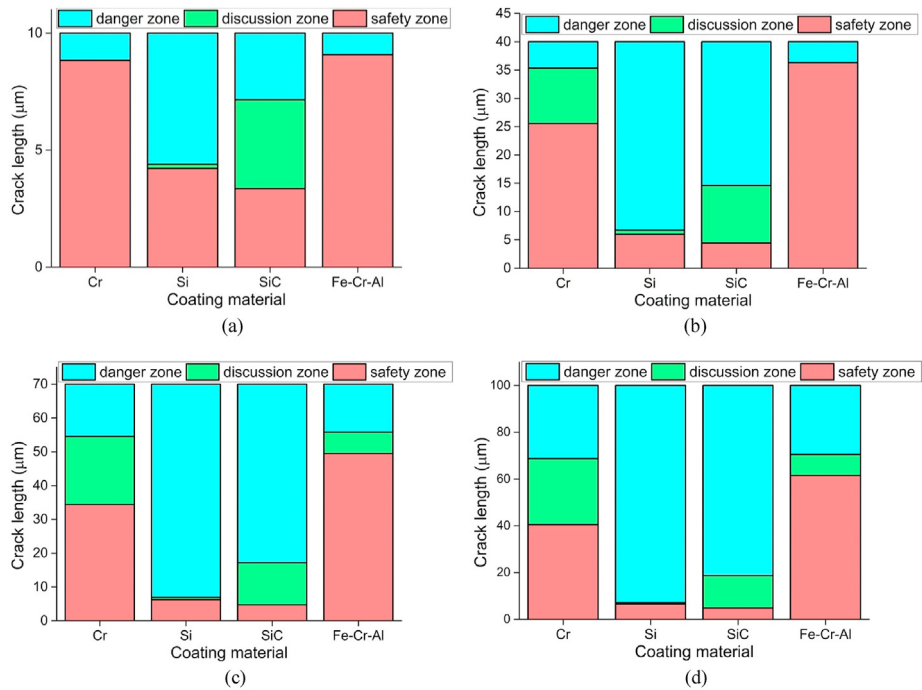 danger zone discussion zone safety zone
10
5
0
Crack length (μm)
Cr Si SiC Fe-Cr-Al
Coating material
(a)
danger zone discussion zone safety zone
45
40
35
30
25
20
15
10
5
0
Crack length (μm)
Cr Si SiC Fe-Cr-Al
Coating material
(b)
danger zone discussion zone safety zone
70
60
50
40
30
20
10
0
Crack length (μm)
Cr Si SiC Fe-Cr-Al
Coating material
(c)
danger zone discussion zone safety zone
100
80
60
40
20
0
Crack length (μm)
Cr Si SiC Fe-Cr-Al
Coating material
(d)